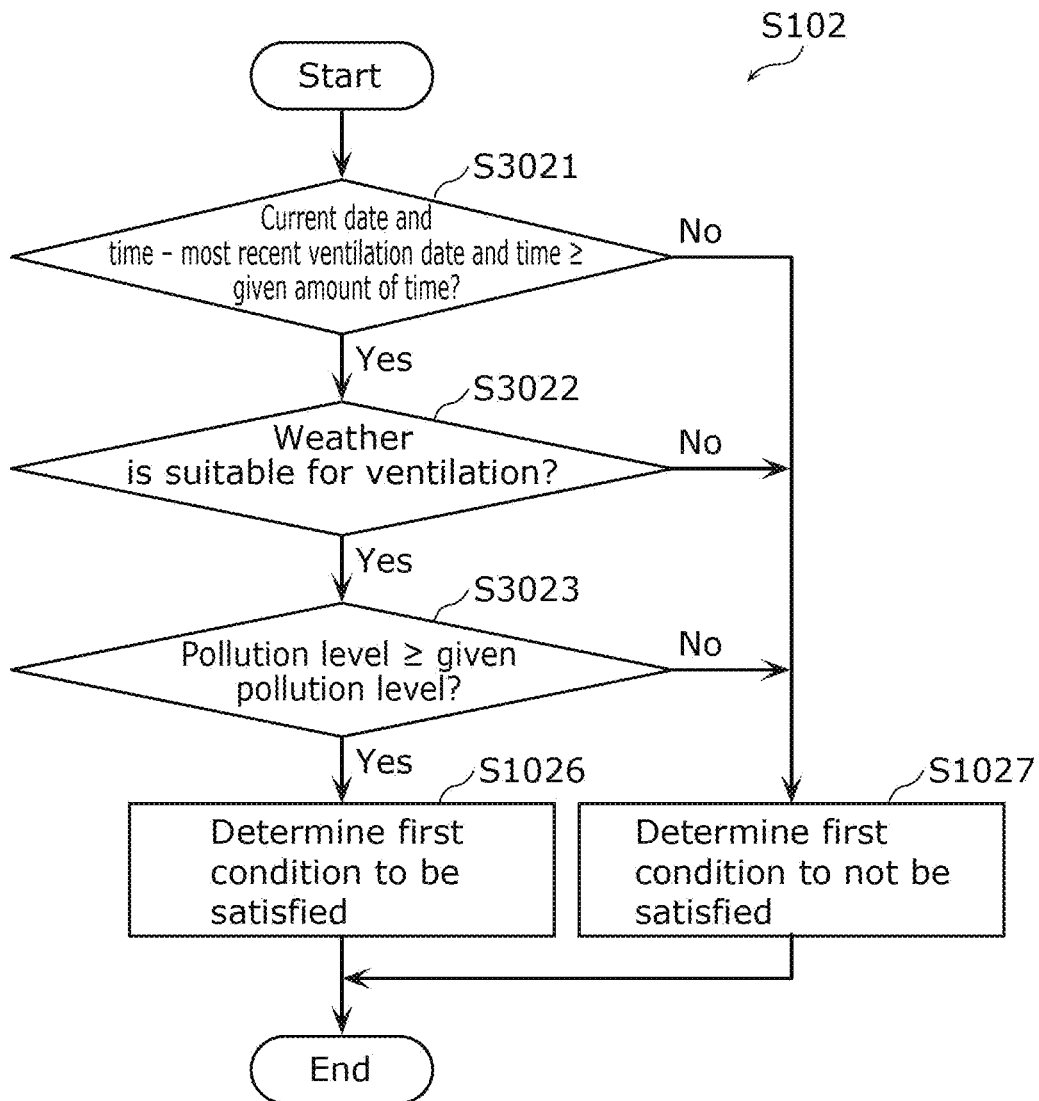 S102
Start
S3021
Current date and
time – most recent ventilation date and time ≥
given amount of time?
No
Yes
S3022
Weather
is suitable for ventilation?
No
Yes
S3023
Pollution level ≥ given
pollution level?
No
Yes
S1026
Determine first
condition to be
satisfied
S1027
Determine first
condition to not be
satisfied
End